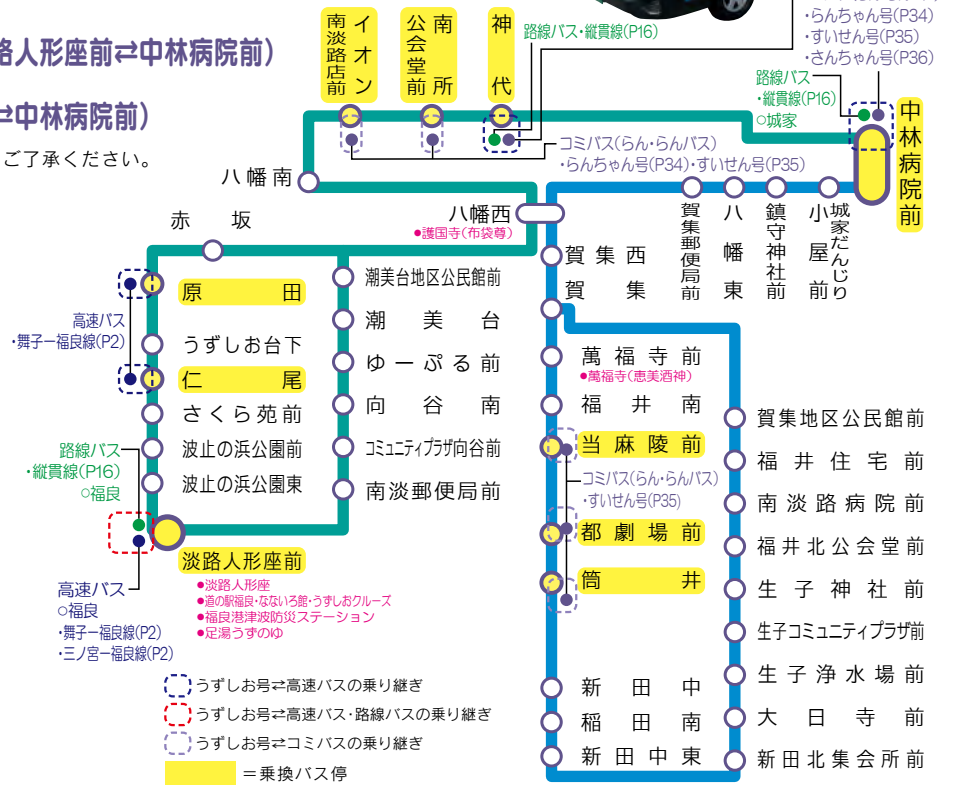 路人形座前⇄中林病院前)
⇄中林病院前)
ご了承ください。
・らんちゃん号(P34)
・すいせん号(P35)
・さんちゃん号(P36)
路線バス
・縦貫線(P16)
○城家
イオン南淡路店前
南所公会堂前
神代
路線バス・縦貫線(P16)
コミバス(らん・らんバス)
・らんちゃん号(P34)・すいせん号(P35)
中林病院前
八幡南
八幡西
●護国寺(布袋尊)
賀集郵便局前
八幡東
鎮守神社前
城家だんじり小屋前
赤坂
原田
高速バス
・舞子ー福良線(P2)
うずしお台下
仁尾
さくら苑前
波止の浜公園前
波止の浜公園東
路線バス
・縦貫線(P16)
○福良
淡路人形座前
●淡路人形座
●道の駅福良・なないろ館・うずしおクルーズ
●福良港津波防災ステーション
●足湯うずのゆ
高速バス
○福良
・舞子ー福良線(P2)
・三ノ宮ー福良線(P2)
潮美台地区公民館前
潮美台
ゆーぷる前
向谷南
コミュニティプラザ向谷前
南淡郵便局前
賀集西
賀集
萬福寺前
●萬福寺(恵美酒神)
福井南
当麻陵前
コミバス(らん・らんバス)
・すいせん号(P35)
都劇場前
筒井
新田中
稲田南
新田中東
賀集地区公民館前
福井住宅前
南淡路病院前
福井北公会堂前
生子神社前
生子コミュニティプラザ前
生子浄水場前
大日寺前
新田北集会所前
うずしお号⇄高速バスの乗り継ぎ
うずしお号⇄高速バス・路線バスの乗り継ぎ
うずしお号⇄コミバスの乗り継ぎ
＝乗換バス停